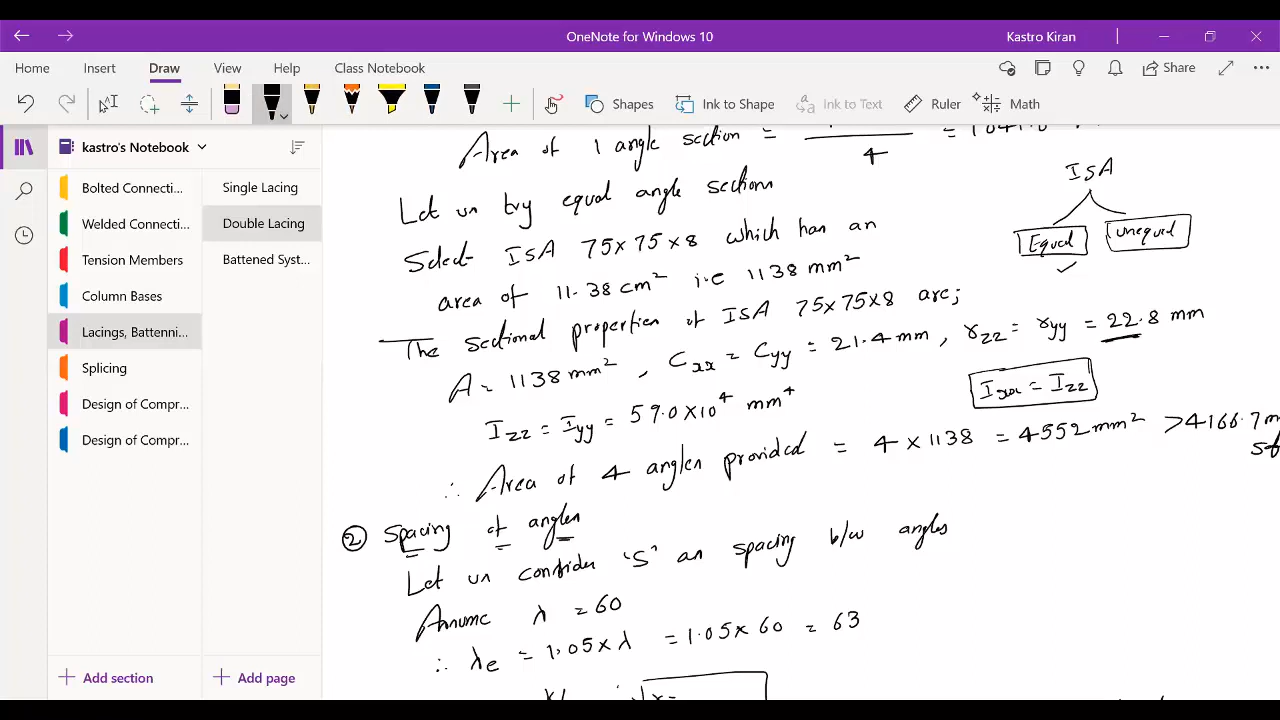 OneNote for Windows 10
Kastro Kiran
Home Insert Draw View Help Class Notebook
Share
Shapes Ink to Shape Ink to Text Ruler Math
kastro's Notebook
Bolted Connecti...
Welded Connecti...
Tension Members
Column Bases
Lacings, Battenni...
Splicing
Design of Compr...
Design of Compr...
Add section
Single Lacing
Double Lacing
Battened Syst...
Add page
Area of 1 angle section =
4
Let us try equal angle sections
Select ISA 75x75x8 which has an
area of 11.38 cm² i.e 1138 mm²
ISA
Equal
unequal
The sectional properties of ISA 75x75x8 are;
A = 1138 mm², Cxx = Cyy = 21.4 mm, rzz = ryy = 22.8 mm
Izz = Iyy = 59.0 x 10⁴ mm⁴
Ixx = Izz
∴ Area of 4 angles provided = 4 x 1138 = 4552 mm² > 4166.7 m
② Spacing of angles
Let us consider 'S' as spacing b/w angles
Assume λ = 60
∴ λe = 1.05 x λ = 1.05 x 60 = 63